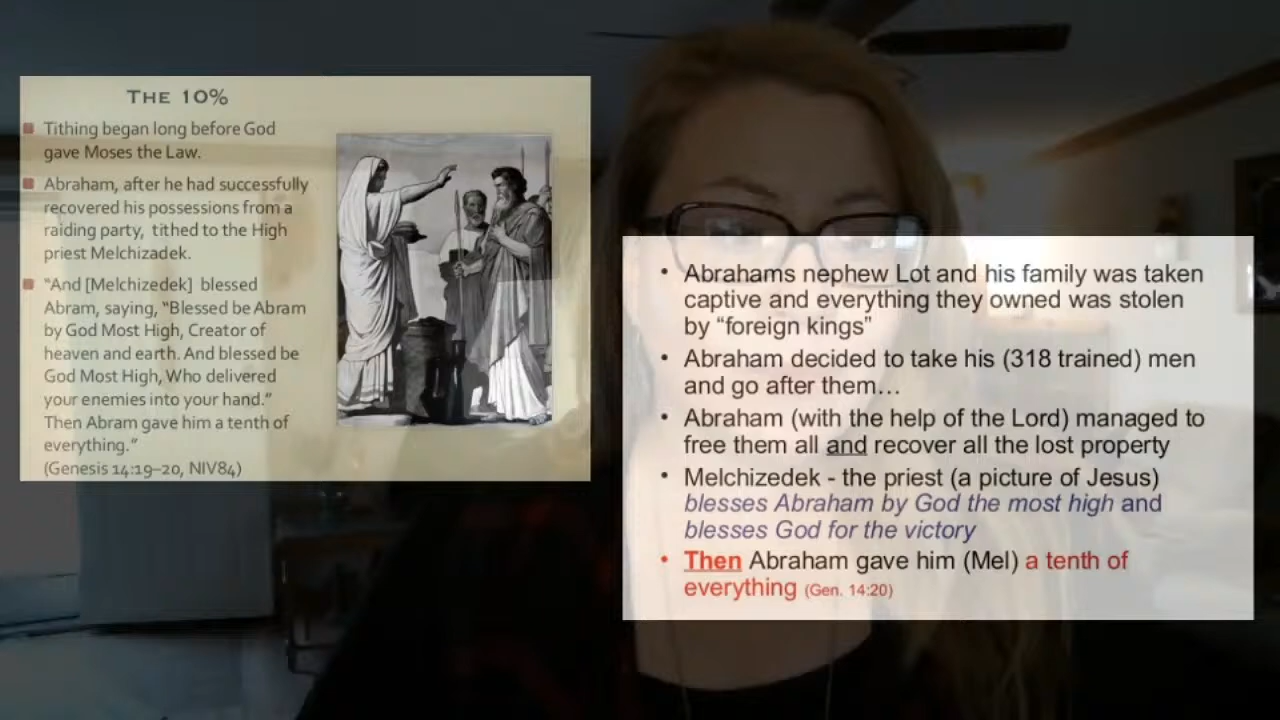 THE 10%
Tithing began long before God
gave Moses the Law.
Abraham, after he had successfully
recovered his possessions from a
raiding party, tithed to the High
priest Melchizadek.
“And [Melchizedek] blessed
Abram, saying, “Blessed be Abram
by God Most High, Creator of
heaven and earth. And blessed be
God Most High, Who delivered
your enemies into your hand.”
Then Abram gave him a tenth of
everything.”
(Genesis 14:19–20, NIV84)
• Abrahams nephew Lot and his family was taken
captive and everything they owned was stolen
by “foreign kings”
• Abraham decided to take his (318 trained) men
and go after them…
• Abraham (with the help of the Lord) managed to
free them all and recover all the lost property
• Melchizedek - the priest (a picture of Jesus)
blesses Abraham by God the most high and
blesses God for the victory
• Then Abraham gave him (Mel) a tenth of
everything (Gen. 14:20)